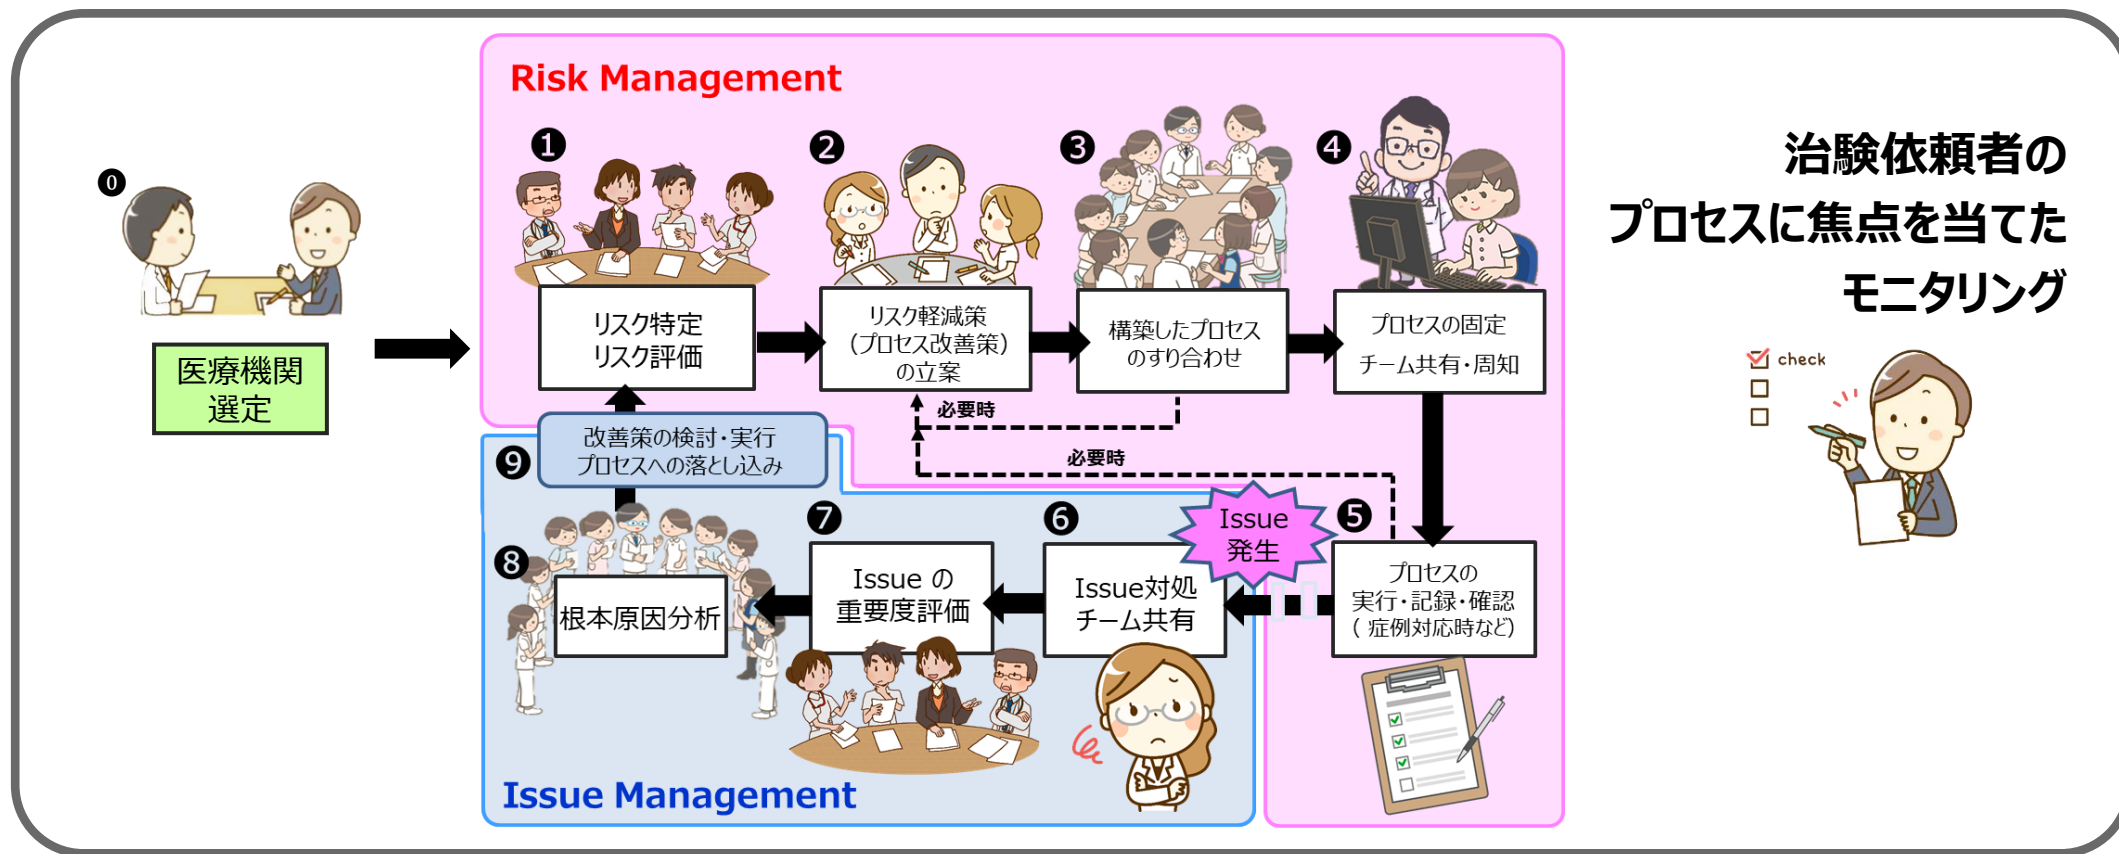 Risk Management
⓿
医療機関
選定
❶
リスク特定
リスク評価
❷
リスク軽減策
（プロセス改善策）
の立案
❸
構築したプロセス
のすり合わせ
❹
プロセスの固定
チーム共有・周知
必要時
必要時
❺
プロセスの
実行・記録・確認
( 症例対応時など)
Issue
発生
❻
Issue対処
チーム共有
❼
Issue の
重要度評価
❽
根本原因分析
❾
改善策の検討・実行
プロセスへの落とし込み
Issue Management
治験依頼者の
プロセスに焦点を当てた
モニタリング
check